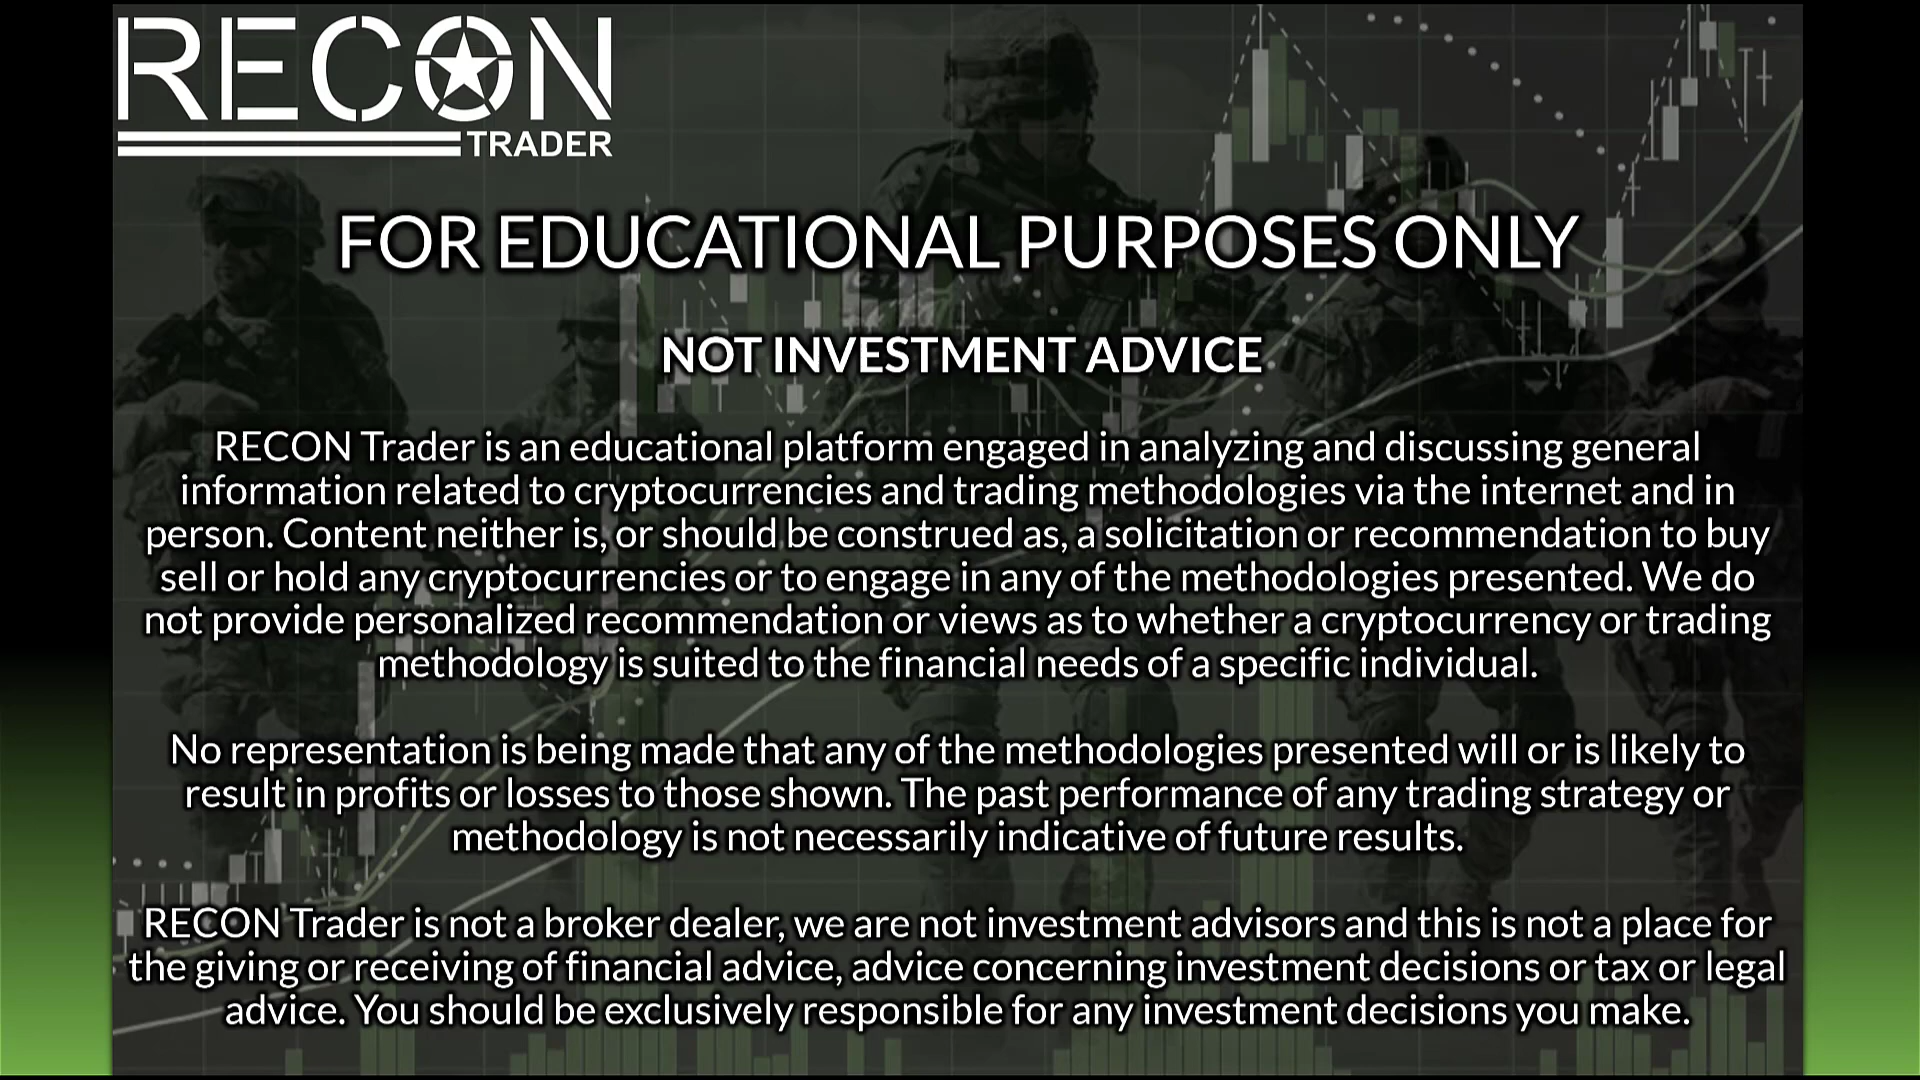 RECON
TRADER
FOR EDUCATIONAL PURPOSES ONLY
NOT INVESTMENT ADVICE
RECON Trader is an educational platform engaged in analyzing and discussing general
information related to cryptocurrencies and trading methodologies via the internet and in
person. Content neither is, or should be construed as, a solicitation or recommendation to buy
sell or hold any cryptocurrencies or to engage in any of the methodologies presented. We do
not provide personalized recommendation or views as to whether a cryptocurrency or trading
methodology is suited to the financial needs of a specific individual.
No representation is being made that any of the methodologies presented will or is likely to
result in profits or losses to those shown. The past performance of any trading strategy or
methodology is not necessarily indicative of future results.
RECON Trader is not a broker dealer, we are not investment advisors and this is not a place for
the giving or receiving of financial advice, advice concerning investment decisions or tax or legal
advice. You should be exclusively responsible for any investment decisions you make.